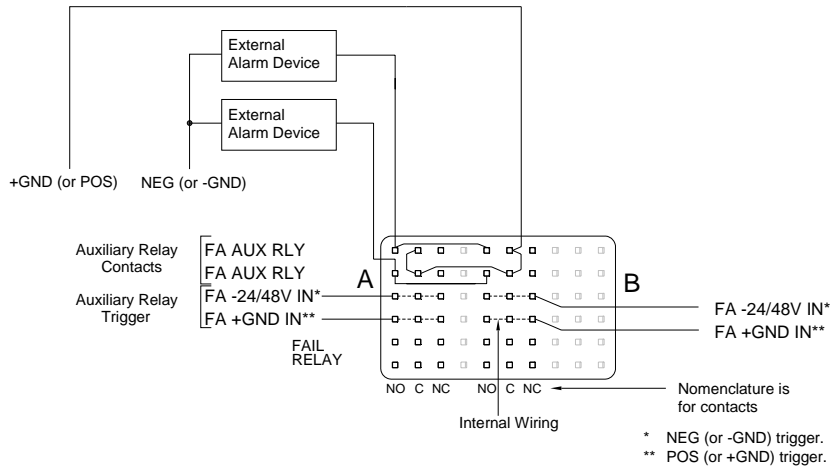 External
Alarm Device
External
Alarm Device
+GND (or POS)
NEG (or -GND)
Auxiliary Relay
Contacts
FA AUX RLY
FA AUX RLY
A
B
Auxiliary Relay
Trigger
FA -24/48V IN*
FA +GND IN**
FA -24/48V IN*
FA +GND IN**
FAIL
RELAY
NO C NC NO C NC
Nomenclature is
for contacts
Internal Wiring
* NEG (or -GND) trigger.
** POS (or +GND) trigger.